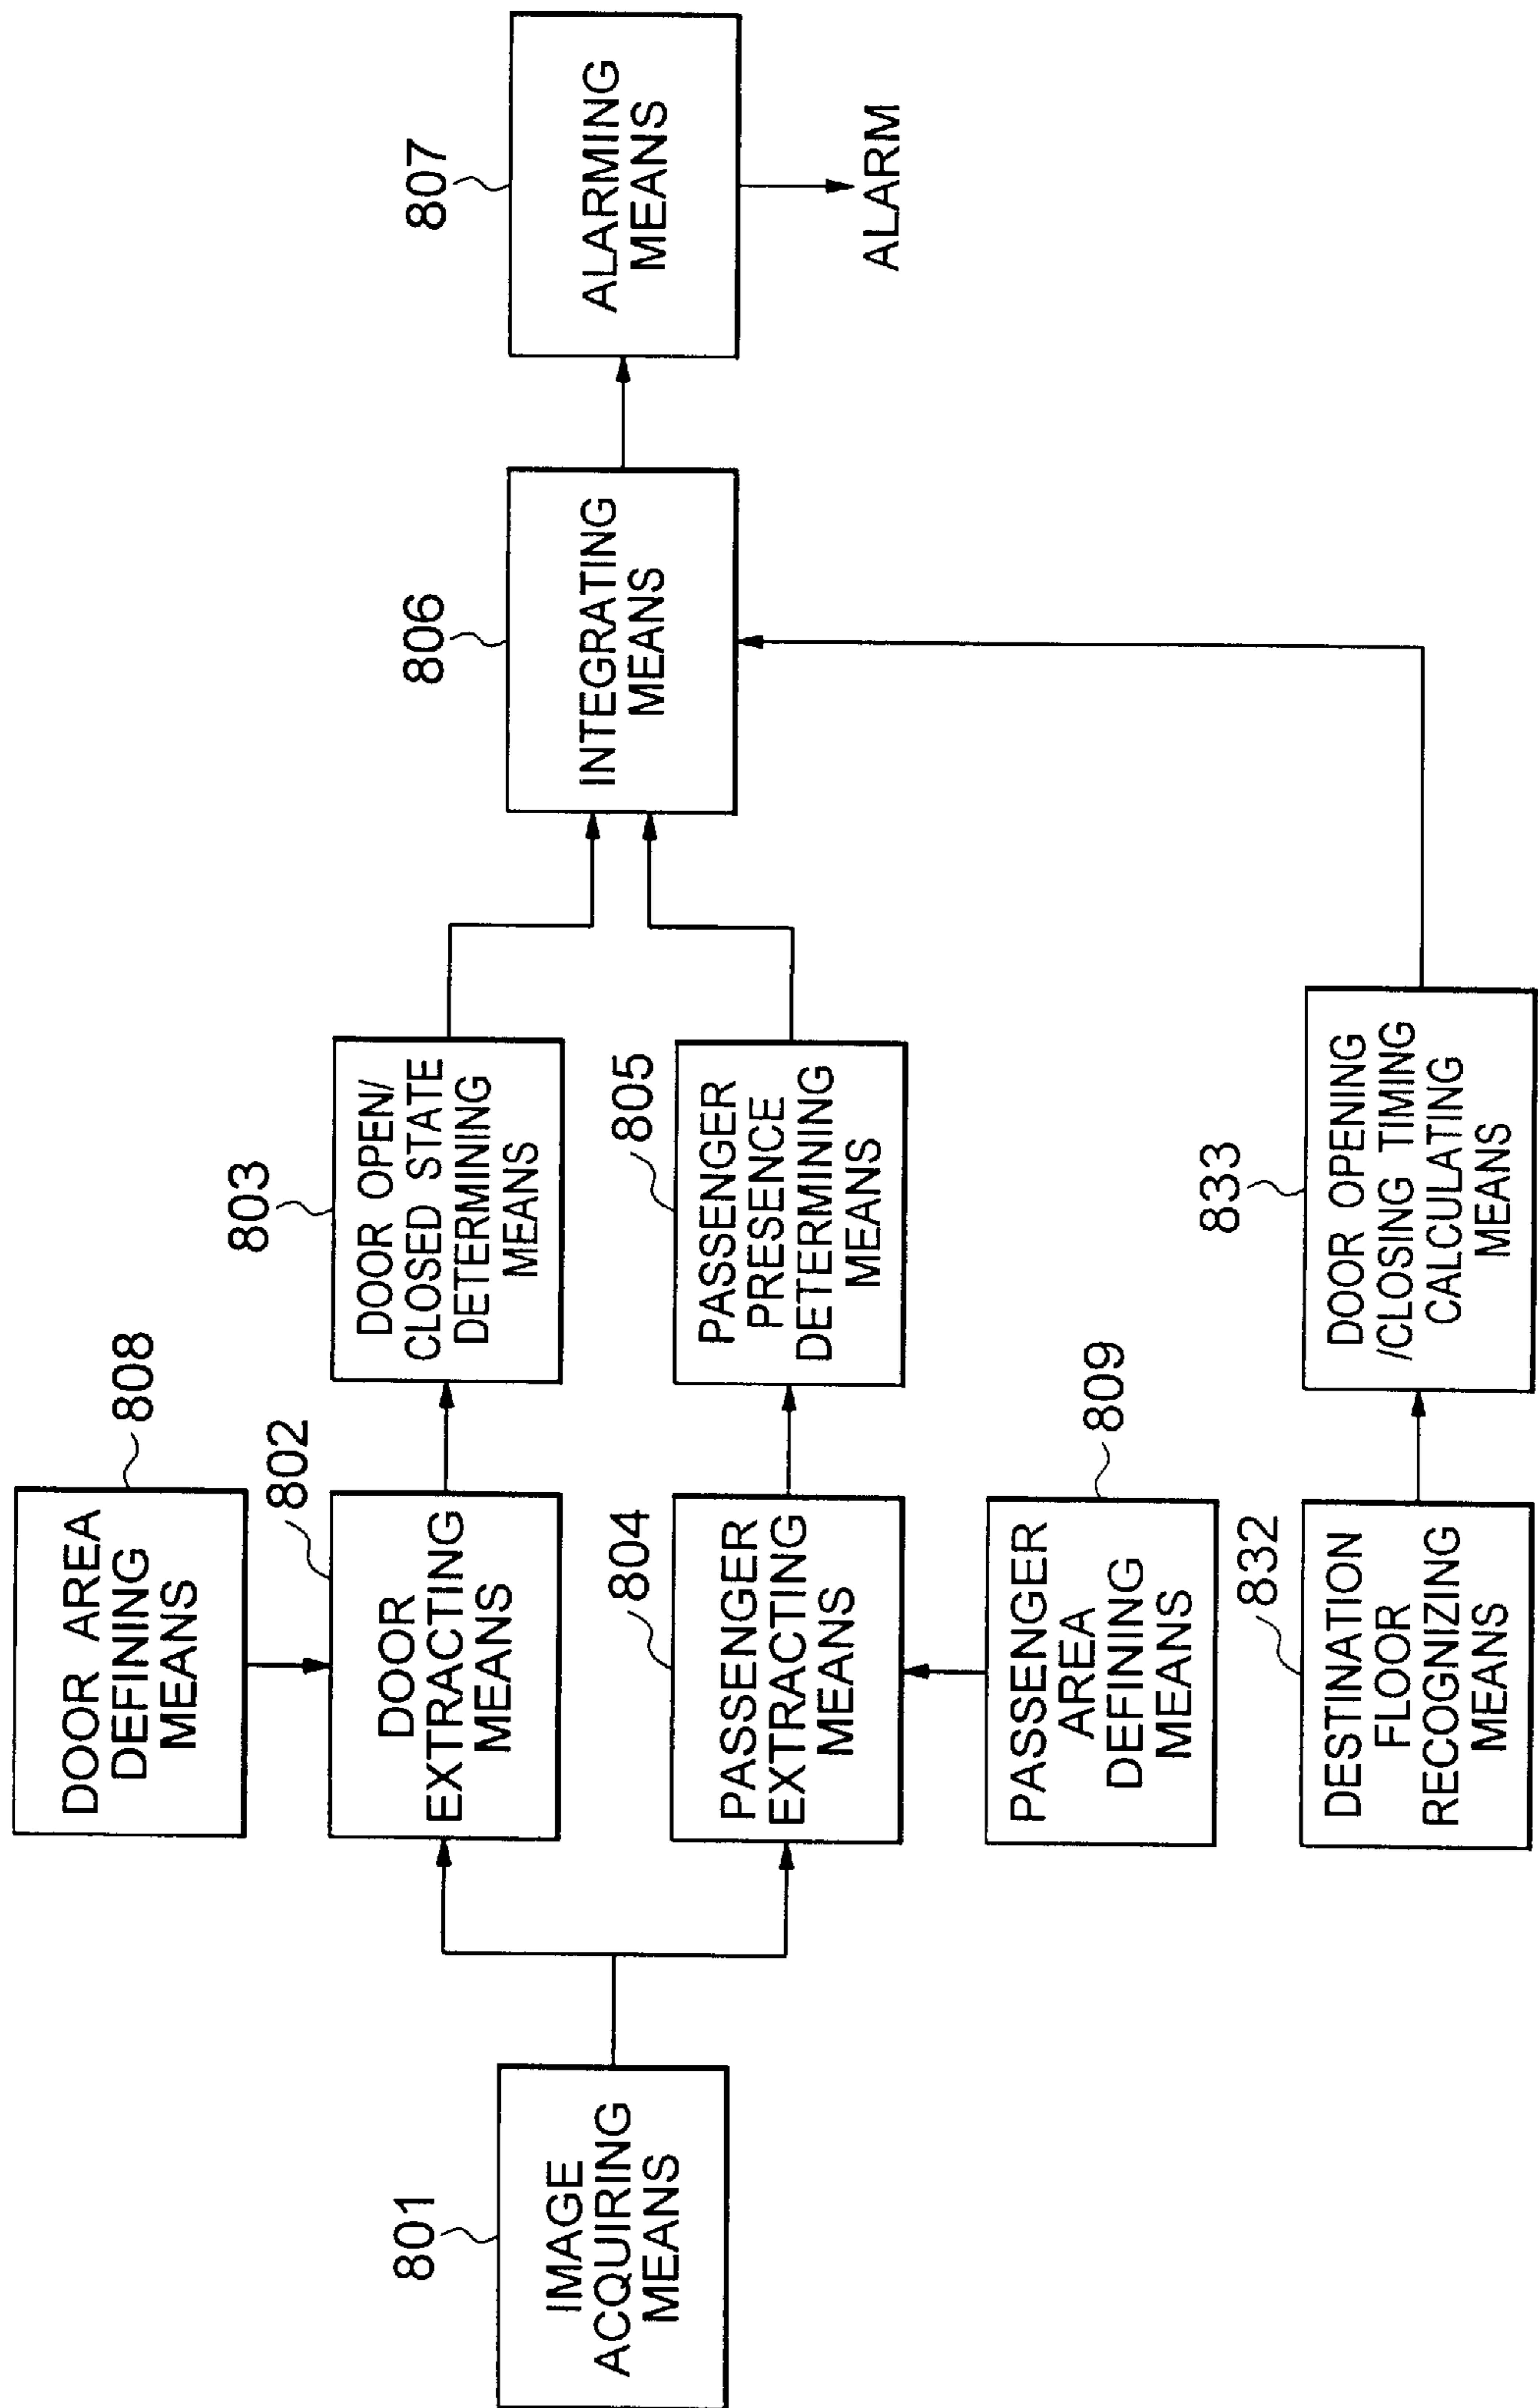 801
IMAGE
ACQUIRING
MEANS
808
DOOR AREA
DEFINING
MEANS
802
DOOR
EXTRACTING
MEANS
804
PASSENGER
EXTRACTING
MEANS
809
PASSENGER
AREA
DEFINING
MEANS
832
DESTINATION
FLOOR
RECOGNIZING
MEANS
803
DOOR OPEN/
CLOSED STATE
DETERMINING
MEANS
805
PASSENGER
PRESENCE
DETERMINING
MEANS
833
DOOR OPENING
/CLOSING TIMING
CALCULATING
MEANS
806
INTEGRATING
MEANS
807
ALARMING
MEANS
ALARM